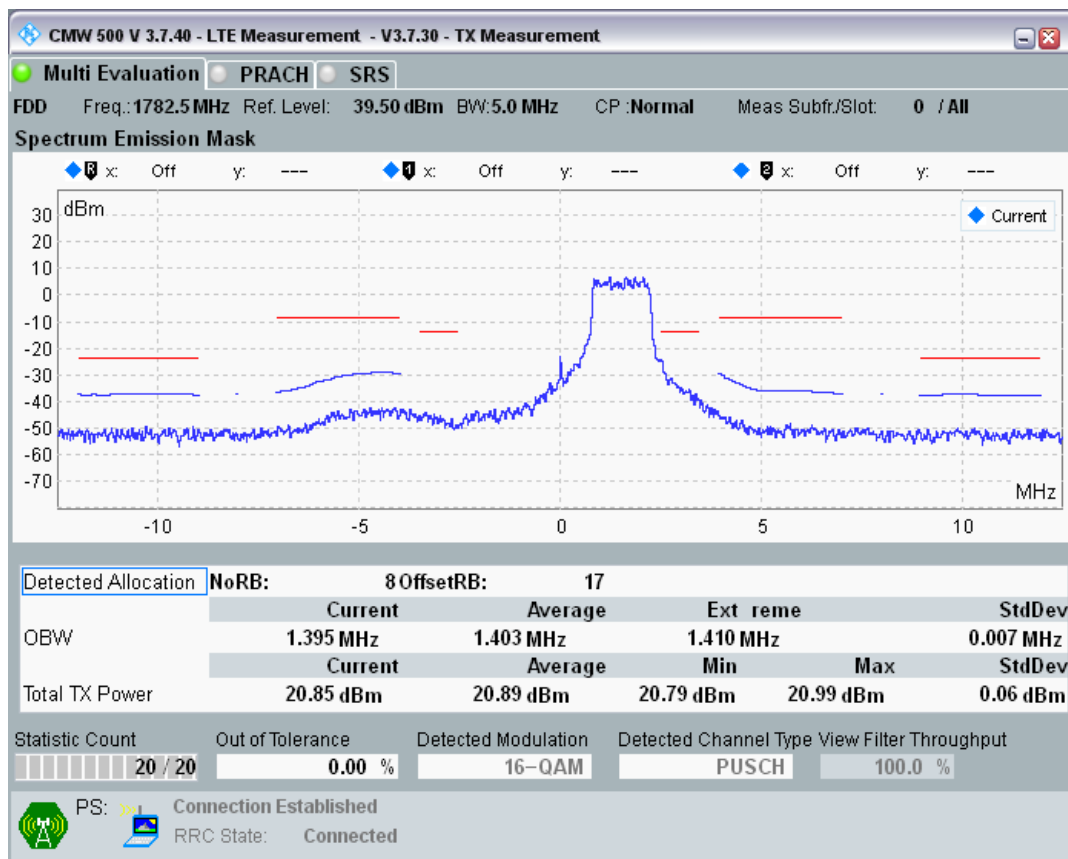 CMW 500 V 3.7.40 - LTE Measurement - V3.7.30 - TX Measurement
Multi Evaluation PRACH SRS
FDD Freq.: 1782.5 MHz Ref. Level: 39.50 dBm BW: 5.0 MHz CP : Normal Meas Subfr./Slot: 0 / All
Spectrum Emission Mask
R x: Off y: --- 1 x: Off y: --- 2 x: Off y: ---
dBm
Current
30
20
10
0
-10
-20
-30
-40
-50
-60
-70
MHz
-10 -5 0 5 10
Detected Allocation NoRB: 8 OffsetRB: 17
Current Average Ext reme StdDev
OBW 1.395 MHz 1.403 MHz 1.410 MHz 0.007 MHz
Current Average Min Max StdDev
Total TX Power 20.85 dBm 20.89 dBm 20.79 dBm 20.99 dBm 0.06 dBm
Statistic Count Out of Tolerance Detected Modulation Detected Channel Type View Filter Throughput
20 / 20 0.00 % 16-QAM PUSCH 100.0 %
PS: Connection Established
RRC State: Connected